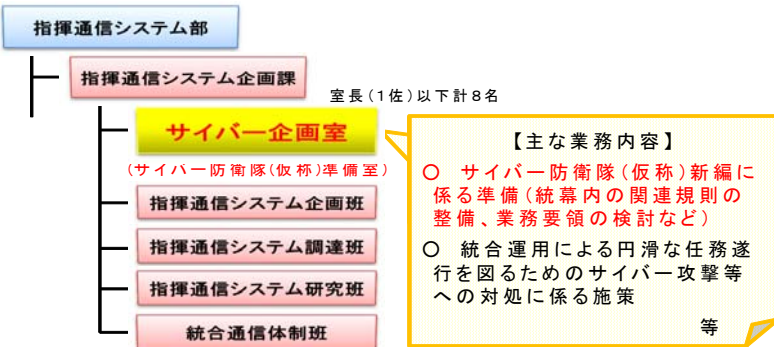 指揮通信システム部
指揮通信システム企画課
室長(1佐)以下計8名
サイバー企画室
(サイバー防衛隊(仮称)準備室)
指揮通信システム企画班
指揮通信システム調達班
指揮通信システム研究班
統合通信体制班
【主な業務内容】
○ サイバー防衛隊(仮称)新編に
係る準備(統幕内の関連規則の
整備、業務要領の検討など)
○ 統合運用による円滑な任務遂
行を図るためのサイバー攻撃等
への対処に係る施策
等